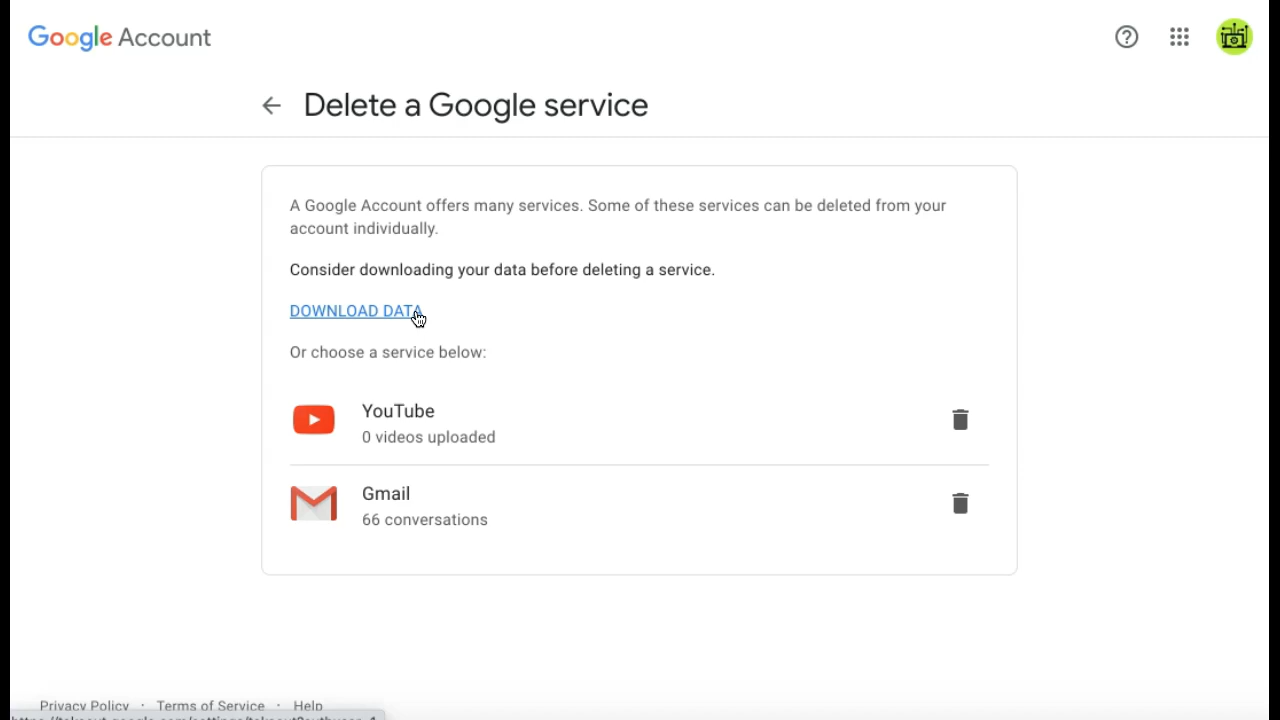 Google Account
Delete a Google service
A Google Account offers many services. Some of these services can be deleted from your
account individually.
Consider downloading your data before deleting a service.
DOWNLOAD DATA
Or choose a service below:
YouTube
0 videos uploaded
Gmail
66 conversations
Privacy Policy · Terms of Service · Help